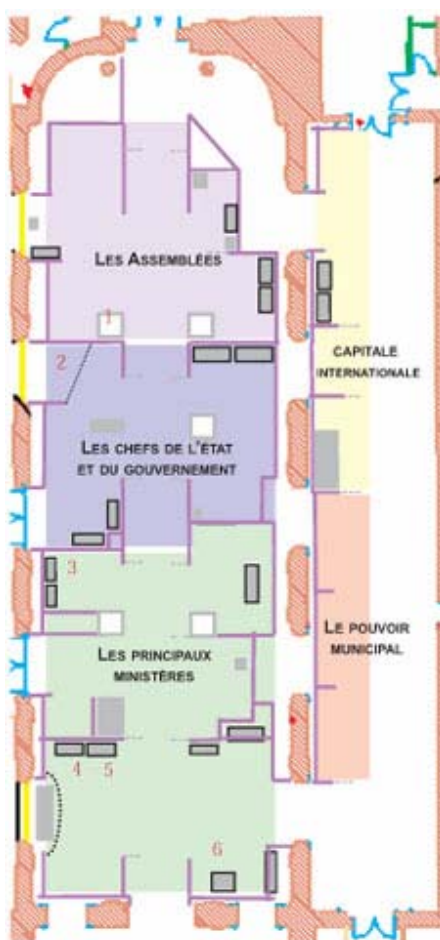 LES ASSEMBLÉES
1
CAPITALE
INTERNATIONALE
2
LES CHEFS DE L'ÉTAT
ET DU GOUVERNEMENT
3
LE POUVOIR
MUNICIPAL
LES PRINCIPAUX
MINISTÈRES
4 5
6